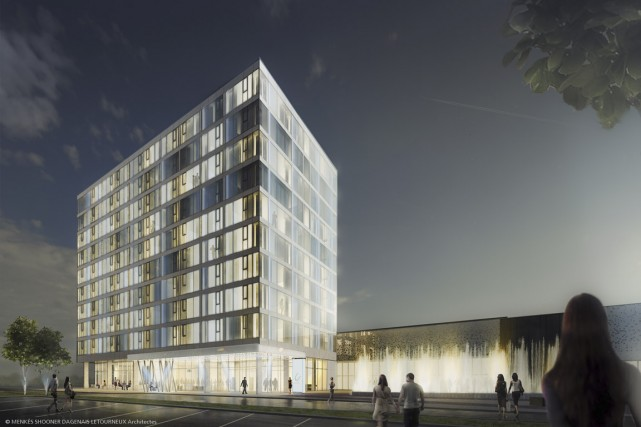 © MENKÈS SHOONER DAGENAIS LETOURNEUX Architectes